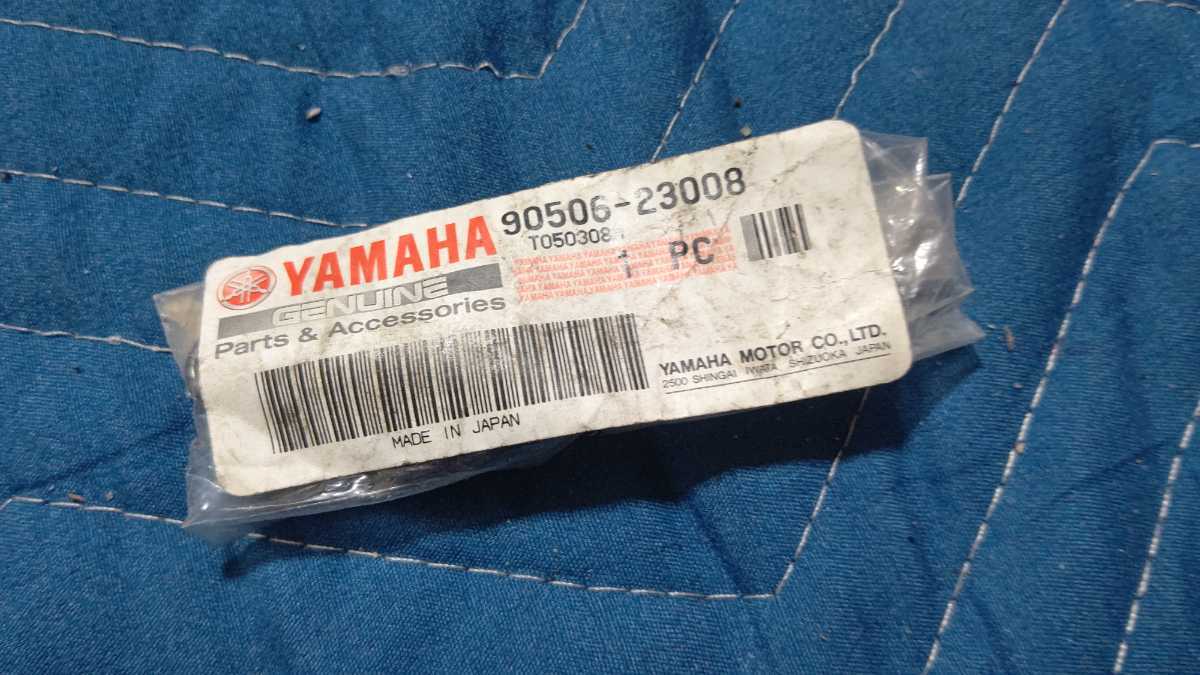 YAMAHA
GENUINE
Parts & Accessories
90506-23008
T050308
1 PC
MADE IN JAPAN
YAMAHA MOTOR CO., LTD.
2500 SHINGAI IWATA SHIZUOKA JAPAN